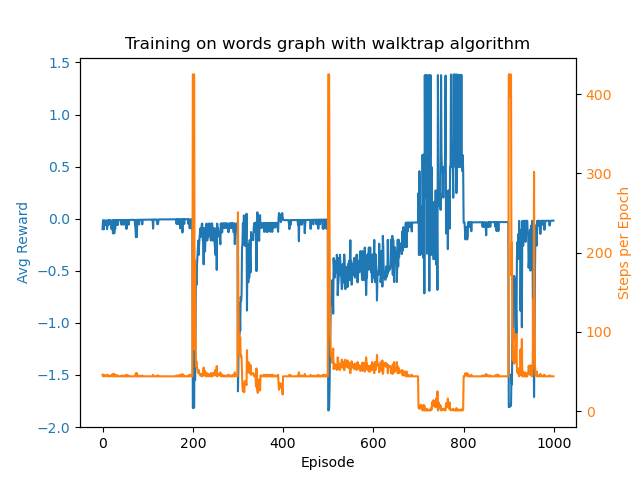 Training on words graph with walktrap algorithm
1.5
1.0
0.5
0.0
−0.5
−1.0
−1.5
−2.0
Avg Reward
400
300
200
100
0
Steps per Epoch
0 200 400 600 800 1000
Episode